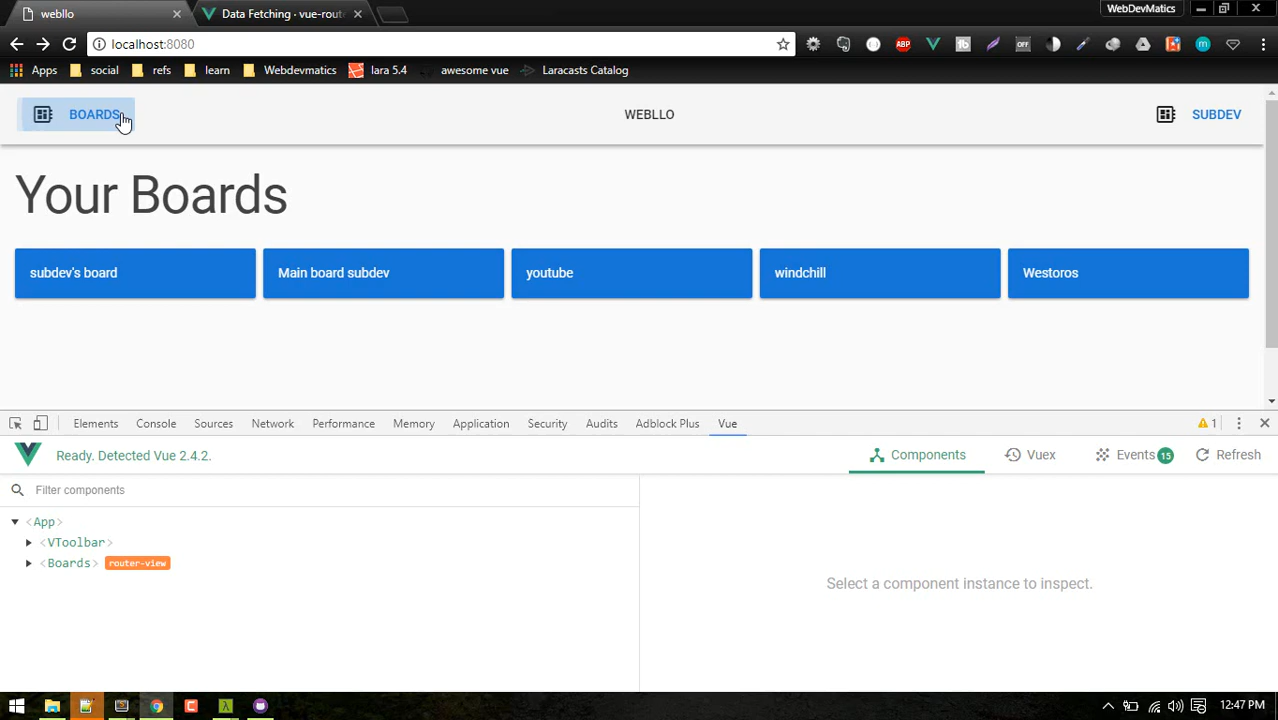 webllo
Data Fetching · vue-rout
WebDevMatics
localhost:8080
ABP
OFF
m
Apps
social
refs
learn
Webdevmatics
lara 5.4
awesome vue
Laracasts Catalog
BOARDS
WEBLLO
SUBDEV
Your Boards
subdev's board
Main board subdev
youtube
windchill
Westoros
Elements
Console
Sources
Network
Performance
Memory
Application
Security
Audits
Adblock Plus
Vue
1
Ready. Detected Vue 2.4.2.
Components
Vuex
Events 15
Refresh
Filter components
<App>
<VToolbar>
<Boards> router-view
Select a component instance to inspect.
12:47 PM